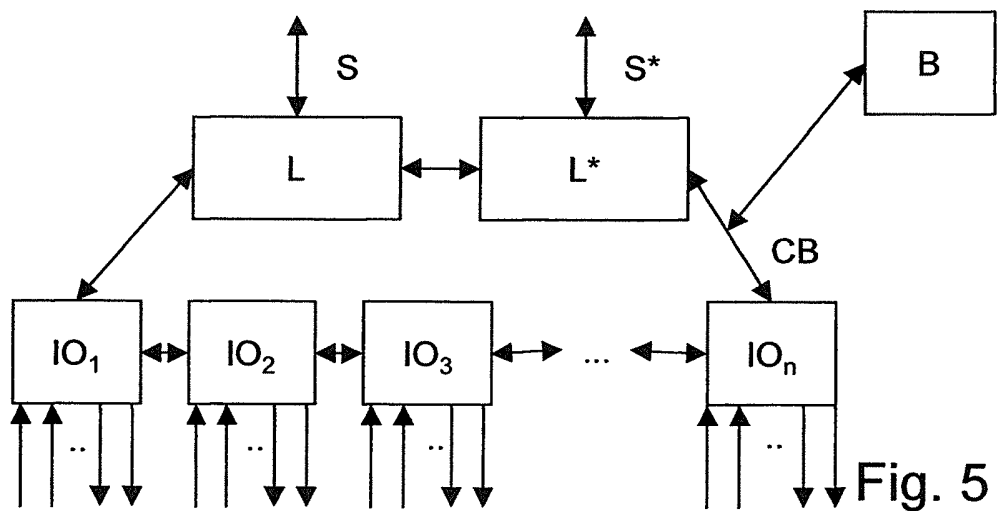 S
S*
B
L
L*
CB
IO₁
IO₂
IO₃
...
IOₙ
..
..
..
..
Fig. 5